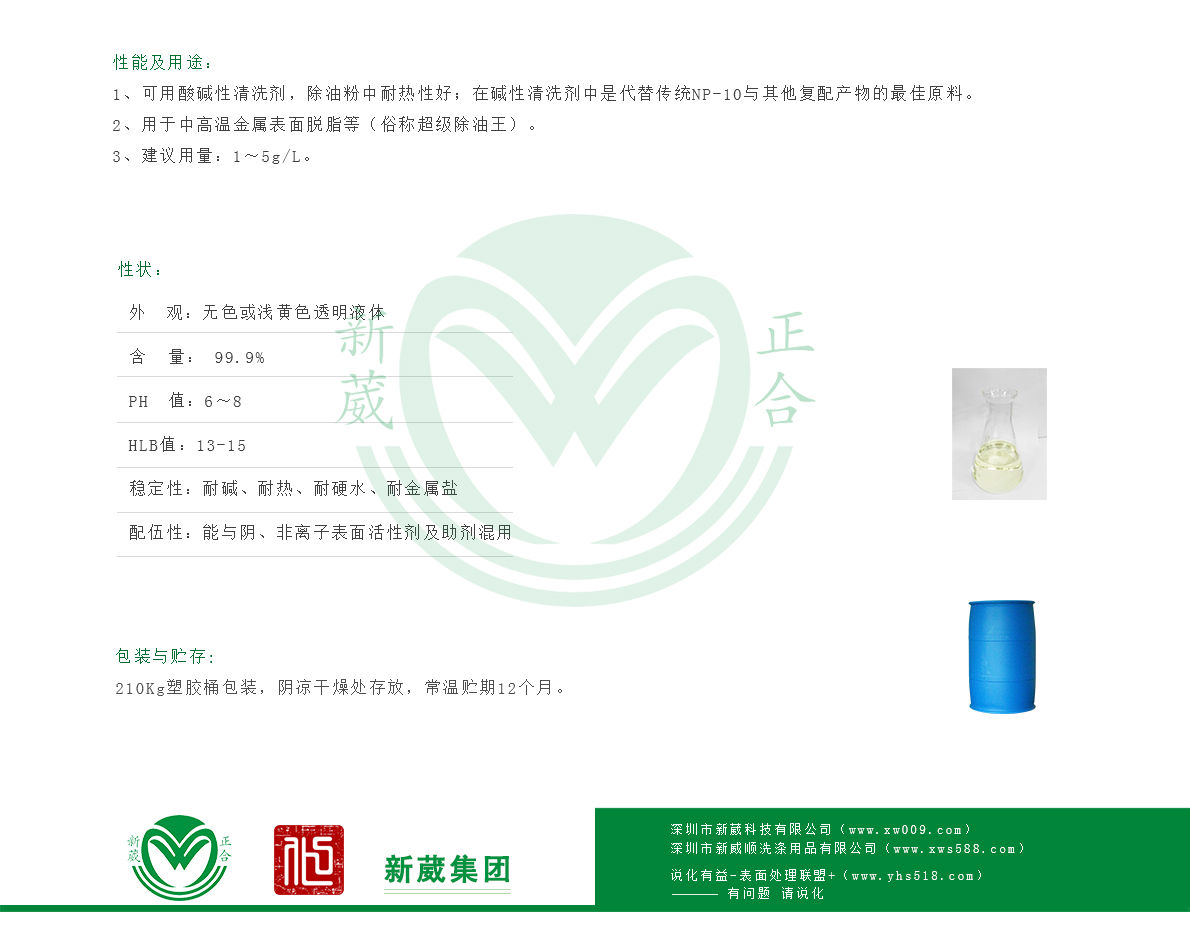 性能及用途：
1、可用酸碱性清洗剂，除油粉中耐热性好；在碱性清洗剂中是代替传统NP-10与其他复配产物的最佳原料。
2、用于中高温金属表面脱脂等（俗称超级除油王）。
3、建议用量：1～5g/L。
性状：
外 观：无色或浅黄色透明液体
含 量： 99.9%
PH 值：6～8
HLB值：13-15
稳定性：耐碱、耐热、耐硬水、耐金属盐
配伍性：能与阴、非离子表面活性剂及助剂混用
新葳
正合
包装与贮存:
210Kg塑胶桶包装，阴凉干燥处存放，常温贮期12个月。
新葳
正合
新葳集团
深圳市新葳科技有限公司（www.xw009.com）
深圳市新威顺洗涤用品有限公司（www.xws588.com）
说化有益-表面处理联盟+（www.yhs518.com）
—— 有问题 请说化